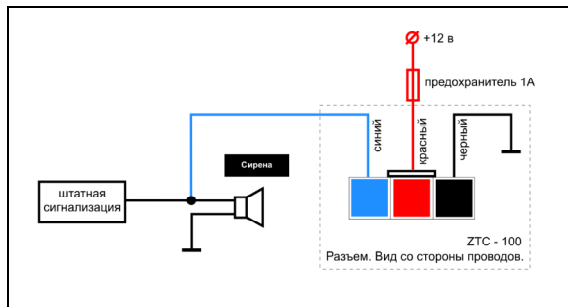 +12 в
предохранитель 1А
синий
красный
черный
Сирена
штатная
сигнализация
ZTC - 100
Разъем. Вид со стороны проводов.